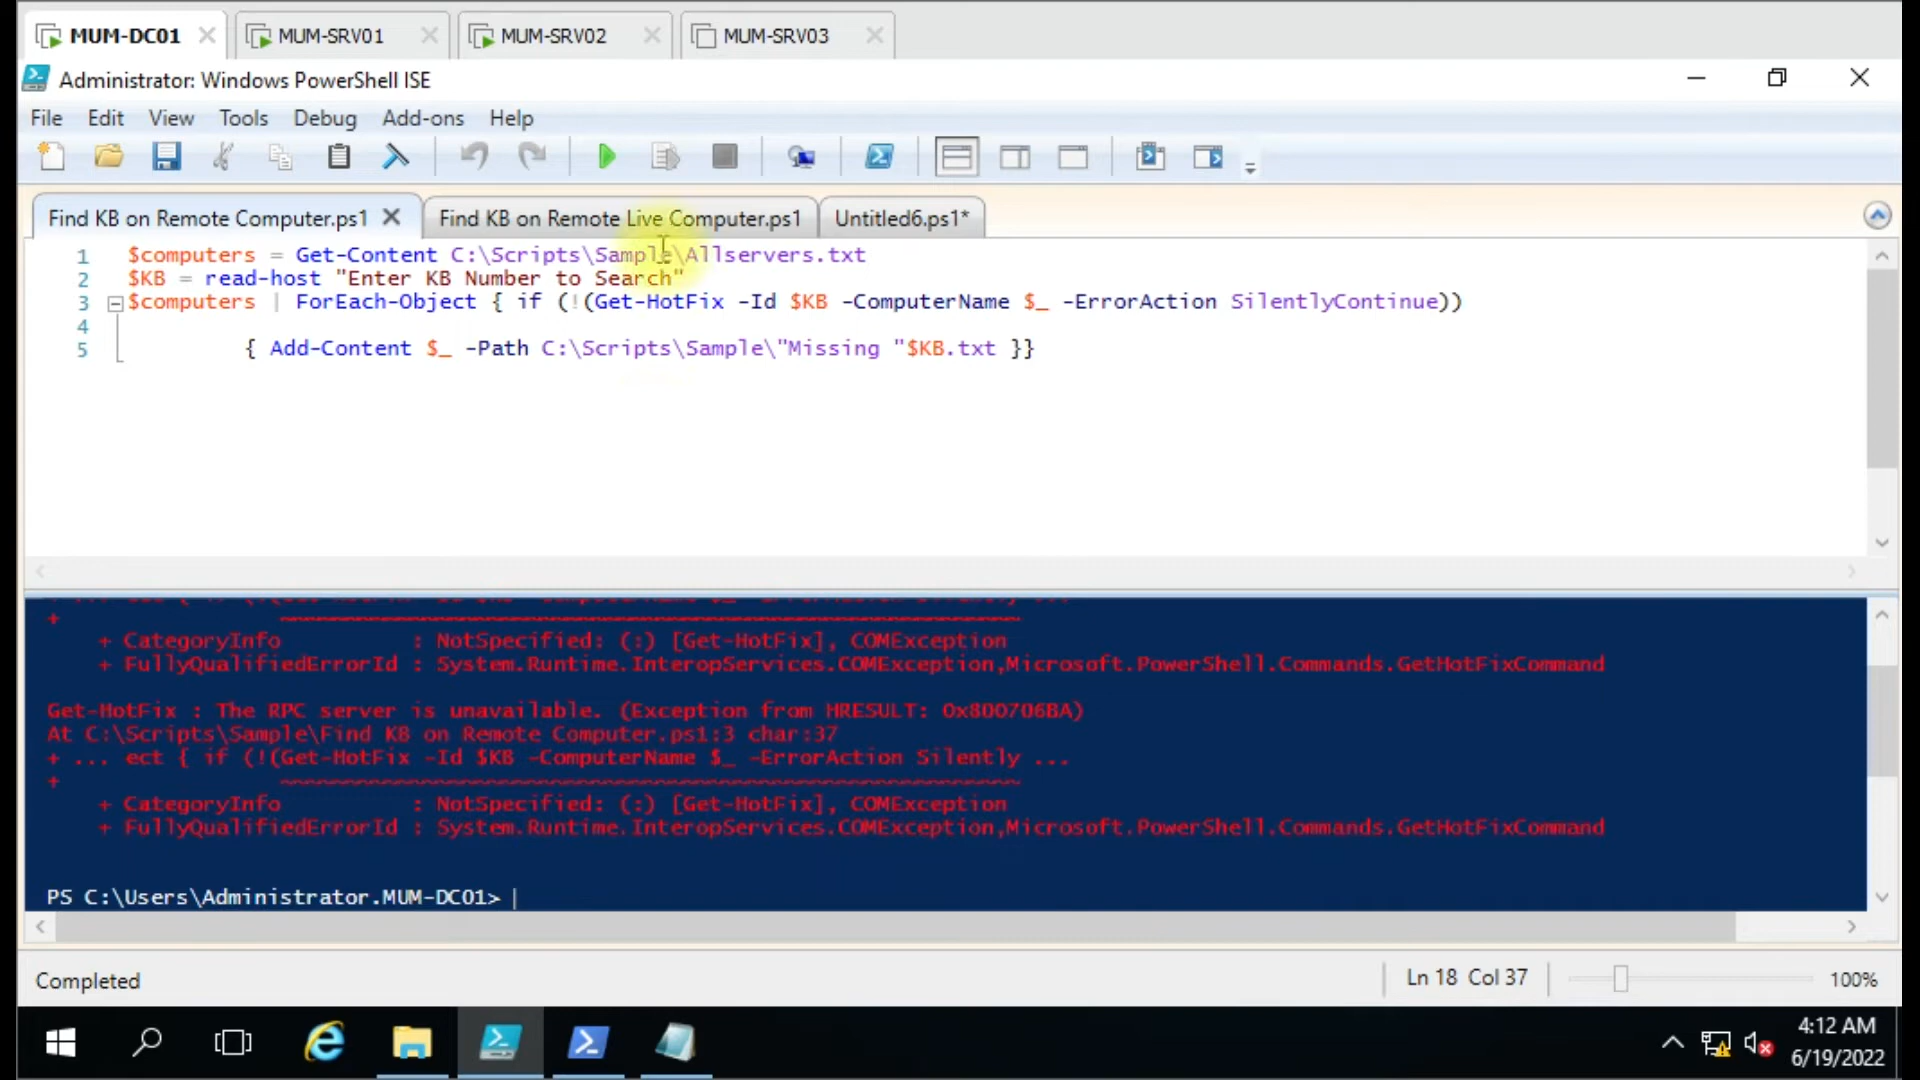 MUM-DC01 MUM-SRV01 MUM-SRV02 MUM-SRV03
Administrator: Windows PowerShell ISE
File Edit View Tools Debug Add-ons Help
Find KB on Remote Computer.ps1 Find KB on Remote Live Computer.ps1 Untitled6.ps1*
1 $computers = Get-Content C:\Scripts\Sample\Allservers.txt
2 $KB = read-host "Enter KB Number to Search"
3 $computers | ForEach-Object { if (!(Get-HotFix -Id $KB -ComputerName $_ -ErrorAction SilentlyContinue))
4
5 { Add-Content $_ -Path C:\Scripts\Sample\"Missing "$KB.txt }}
+ ~~~~~~~~~~~~~~~~~~~~~~~~~~~~~~~~~~~~~~~~~~~~~~~~~~~~~~~~~~
+ CategoryInfo : NotSpecified: (:) [Get-HotFix], COMException
+ FullyQualifiedErrorId : System.Runtime.InteropServices.COMException,Microsoft.PowerShell.Commands.GetHotFixCommand
Get-HotFix : The RPC server is unavailable. (Exception from HRESULT: 0x800706BA)
At C:\Scripts\Sample\Find KB on Remote Computer.ps1:3 char:37
+ ... ect { if (!(Get-HotFix -Id $KB -ComputerName $_ -ErrorAction Silently ...
+ ~~~~~~~~~~~~~~~~~~~~~~~~~~~~~~~~~~~~~~~~~~~~~~~~~~~~~~~~~~
+ CategoryInfo : NotSpecified: (:) [Get-HotFix], COMException
+ FullyQualifiedErrorId : System.Runtime.InteropServices.COMException,Microsoft.PowerShell.Commands.GetHotFixCommand
PS C:\Users\Administrator.MUM-DC01>
Completed Ln 18 Col 37 100%
4:12 AM
6/19/2022